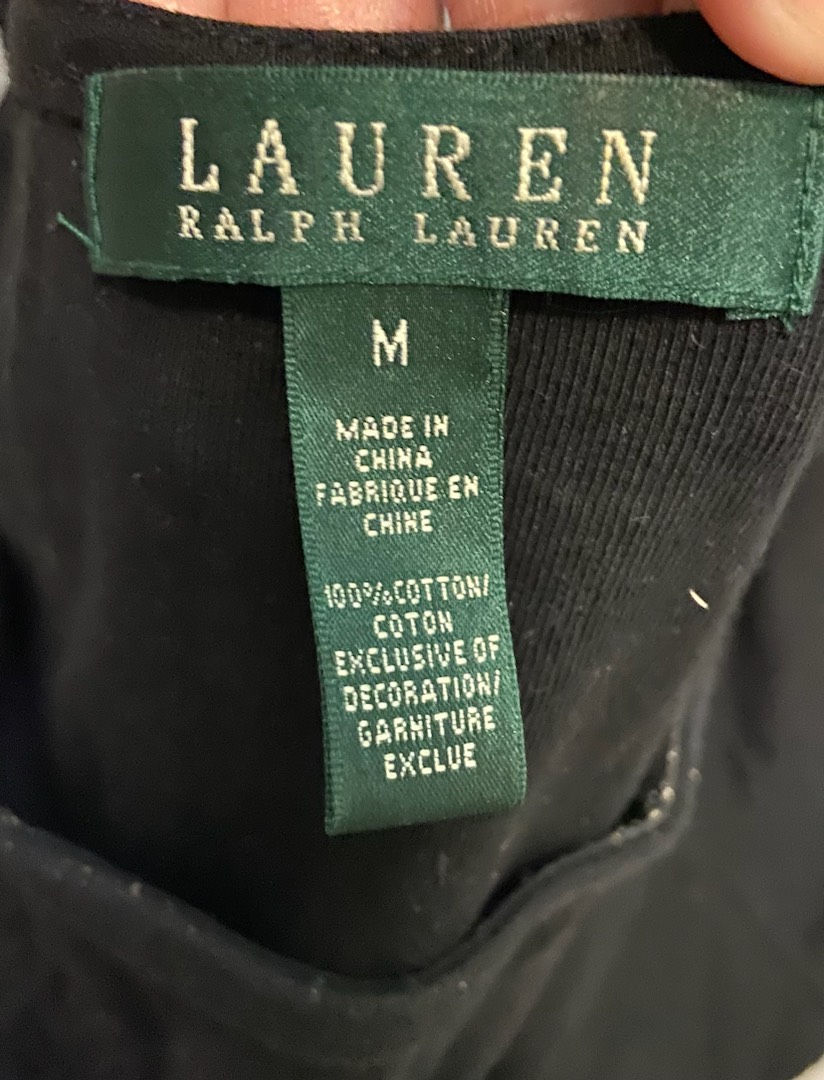 LAUREN
RALPH LAUREN
M
MADE IN
CHINA
FABRIQUE EN
CHINE
100%COTTON/
COTON
EXCLUSIVE OF
DECORATION/
GARNITURE
EXCLUE